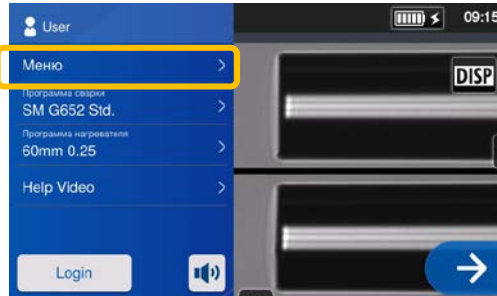 User
09:15
Меню
DISP
Программа сварки
SM G652 Std.
Программа нагревателя
60mm 0.25
Help Video
Login